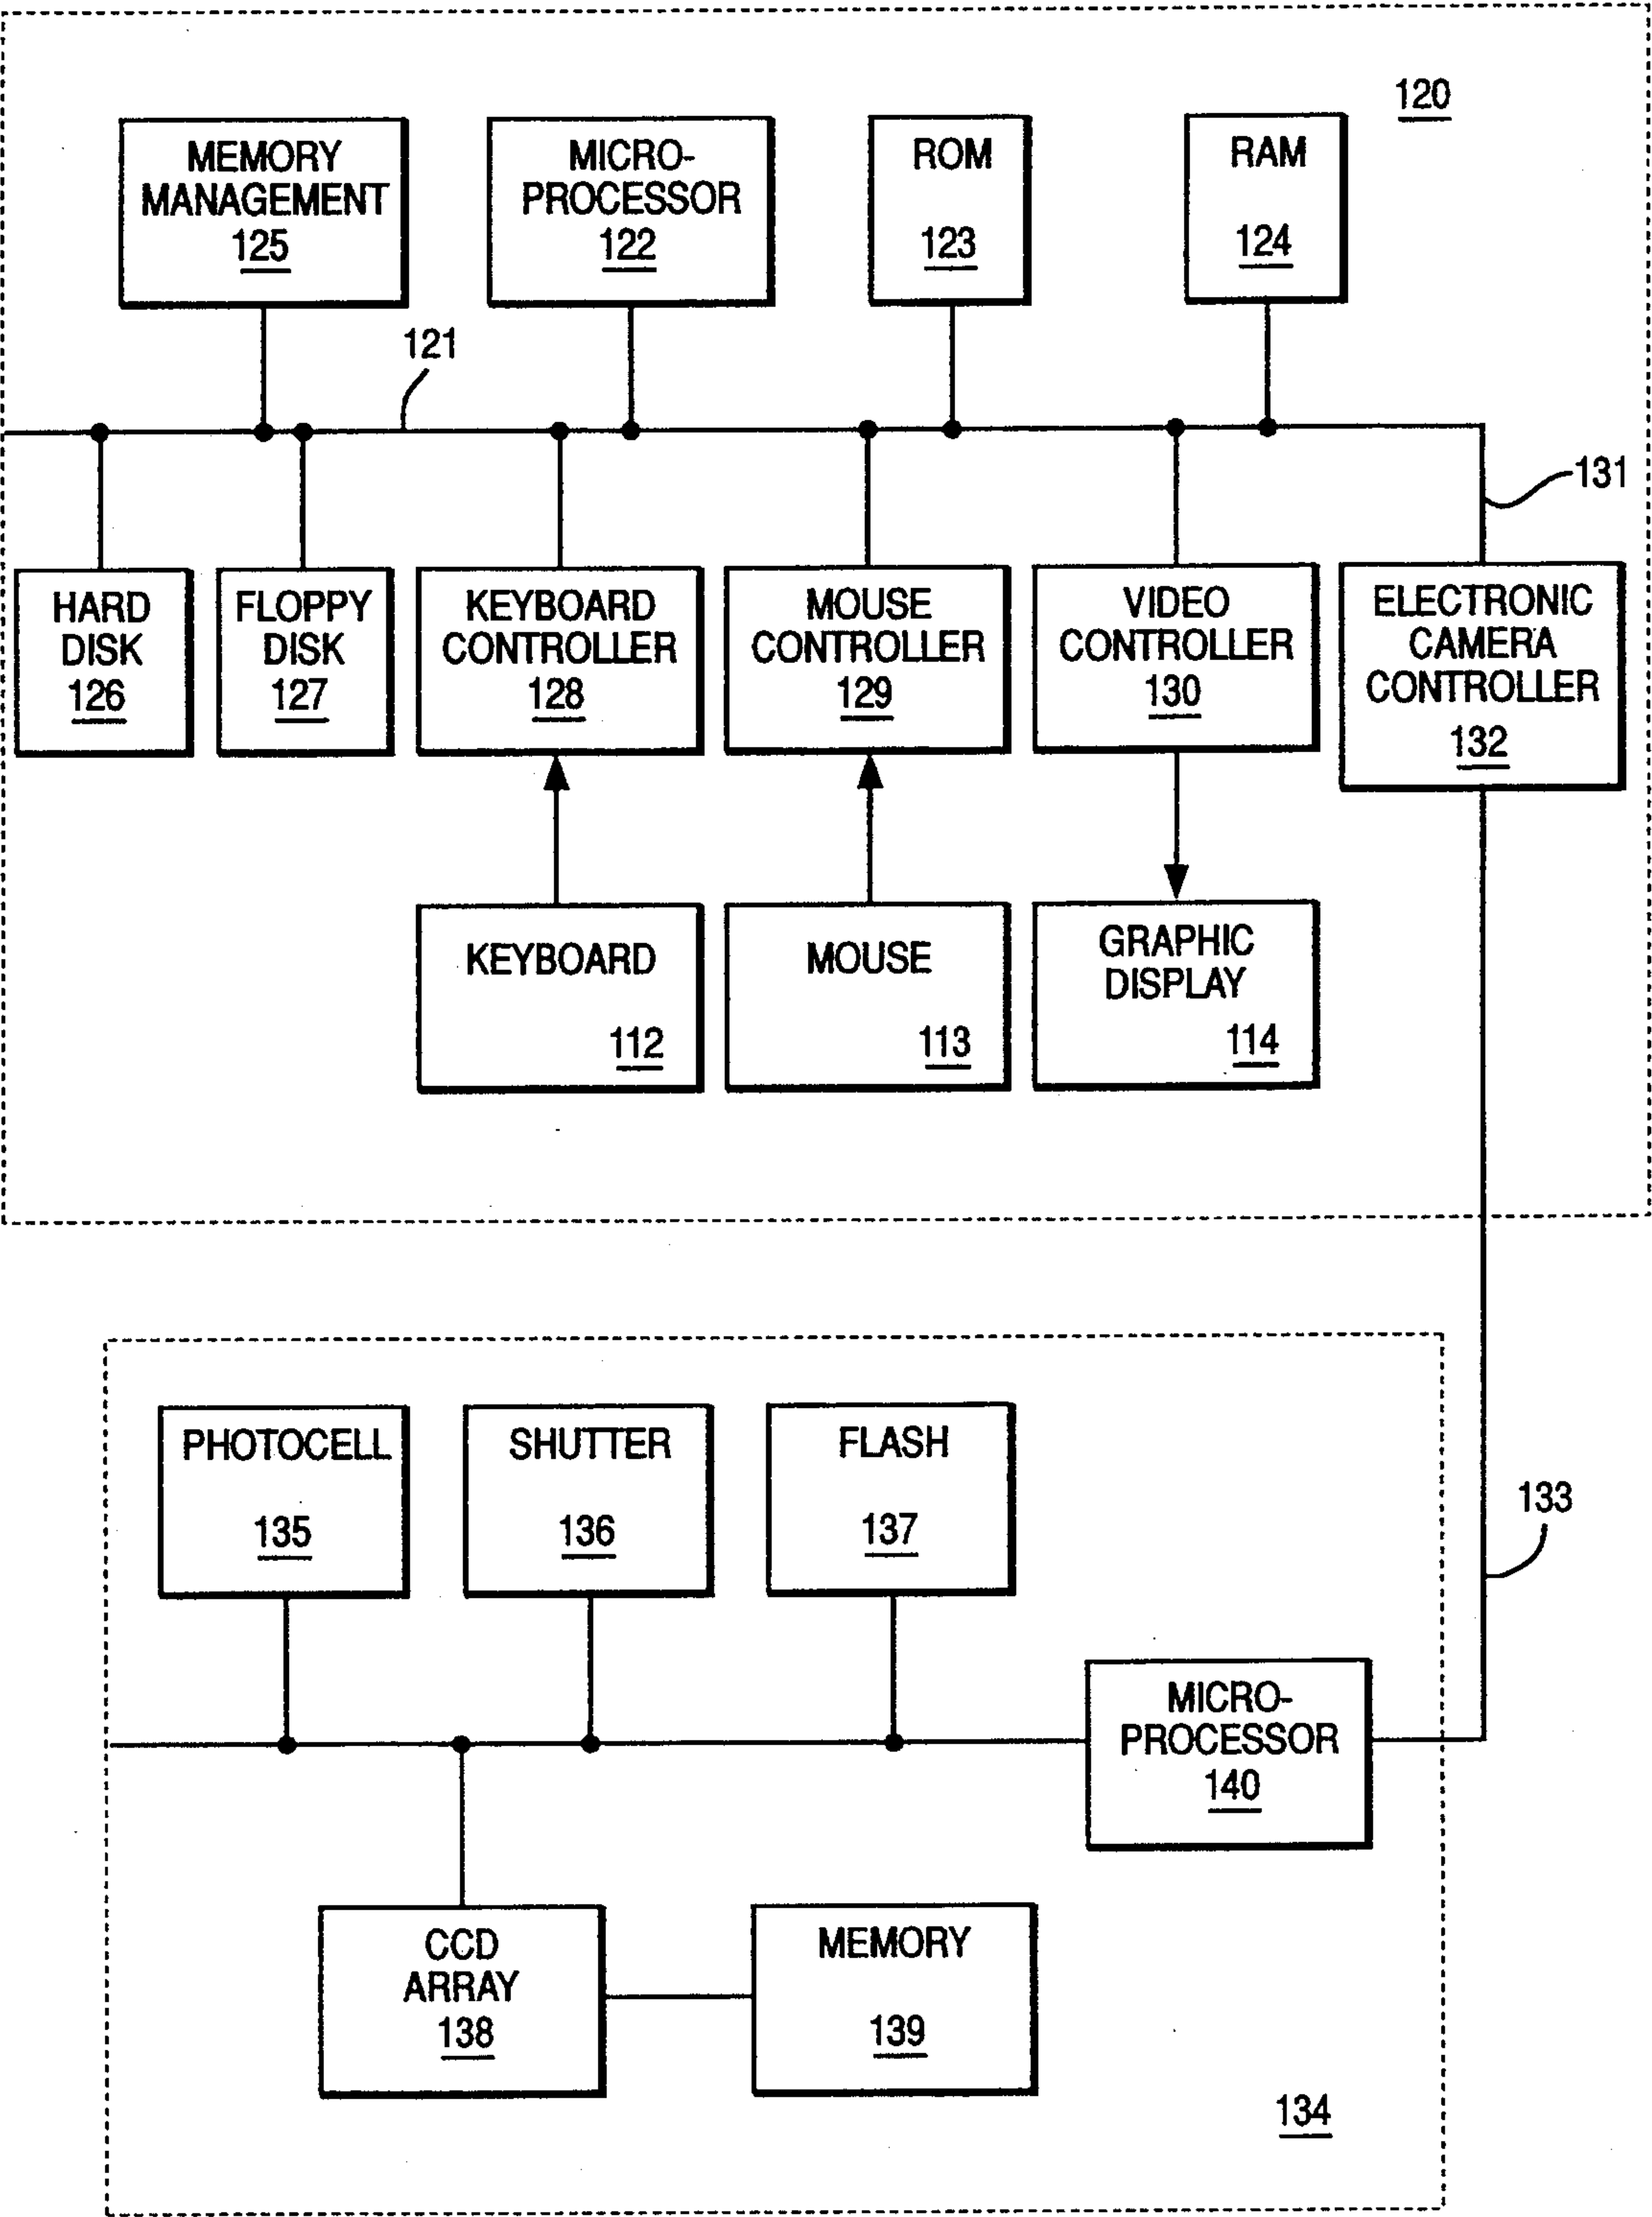 120
MEMORY
MANAGEMENT
125
MICRO-
PROCESSOR
122
ROM
123
RAM
124
121
131
HARD
DISK
126
FLOPPY
DISK
127
KEYBOARD
CONTROLLER
128
MOUSE
CONTROLLER
129
VIDEO
CONTROLLER
130
ELECTRONIC
CAMERA
CONTROLLER
132
KEYBOARD
112
MOUSE
113
GRAPHIC
DISPLAY
114
PHOTOCELL
135
SHUTTER
136
FLASH
137
133
MICRO-
PROCESSOR
140
CCD
ARRAY
138
MEMORY
139
134